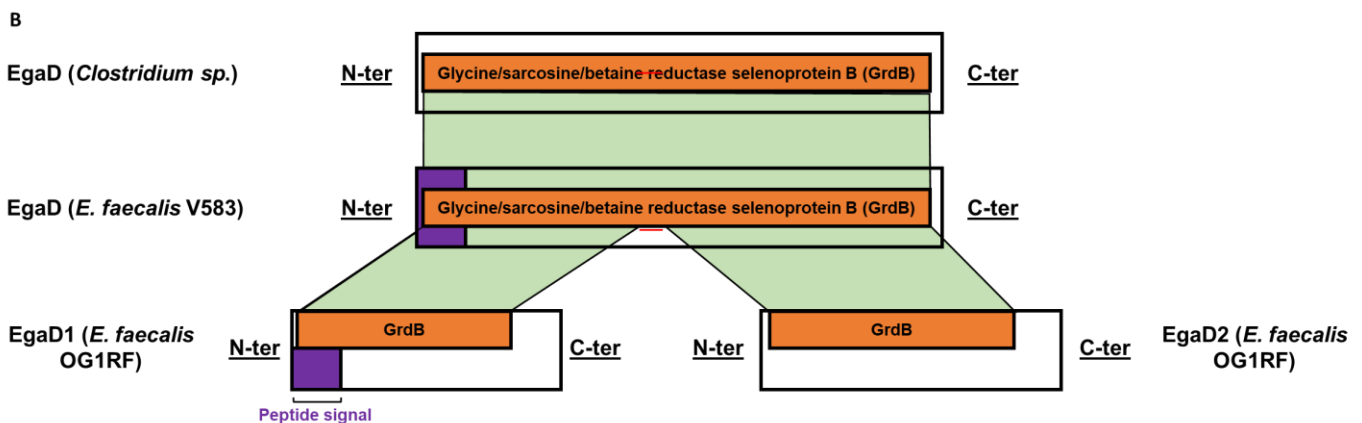 B
EgaD (Clostridium sp.) N-ter Glycine/sarcosine/betaine reductase selenoprotein B (GrdB) C-ter
EgaD (E. faecalis V583) N-ter Glycine/sarcosine/betaine reductase selenoprotein B (GrdB) C-ter
EgaD1 (E. faecalis
OG1RF)
N-ter GrdB C-ter
N-ter GrdB C-ter
EgaD2 (E. faecalis
OG1RF)
Peptide signal